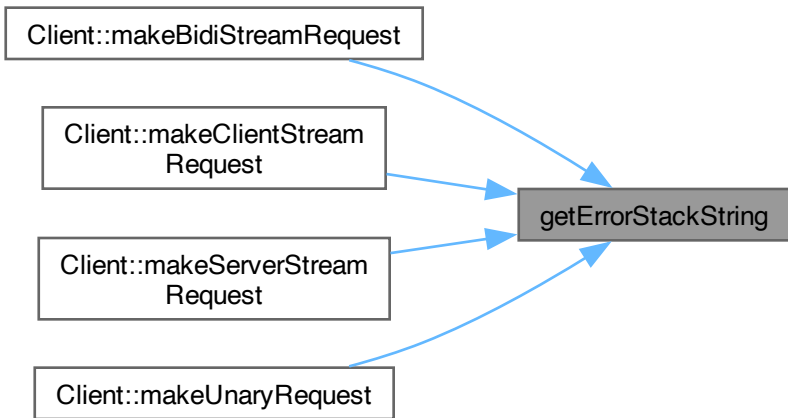 Client::makeBidiStreamRequest
Client::makeClientStream
Request
getErrorStackString
Client::makeServerStream
Request
Client::makeUnaryRequest